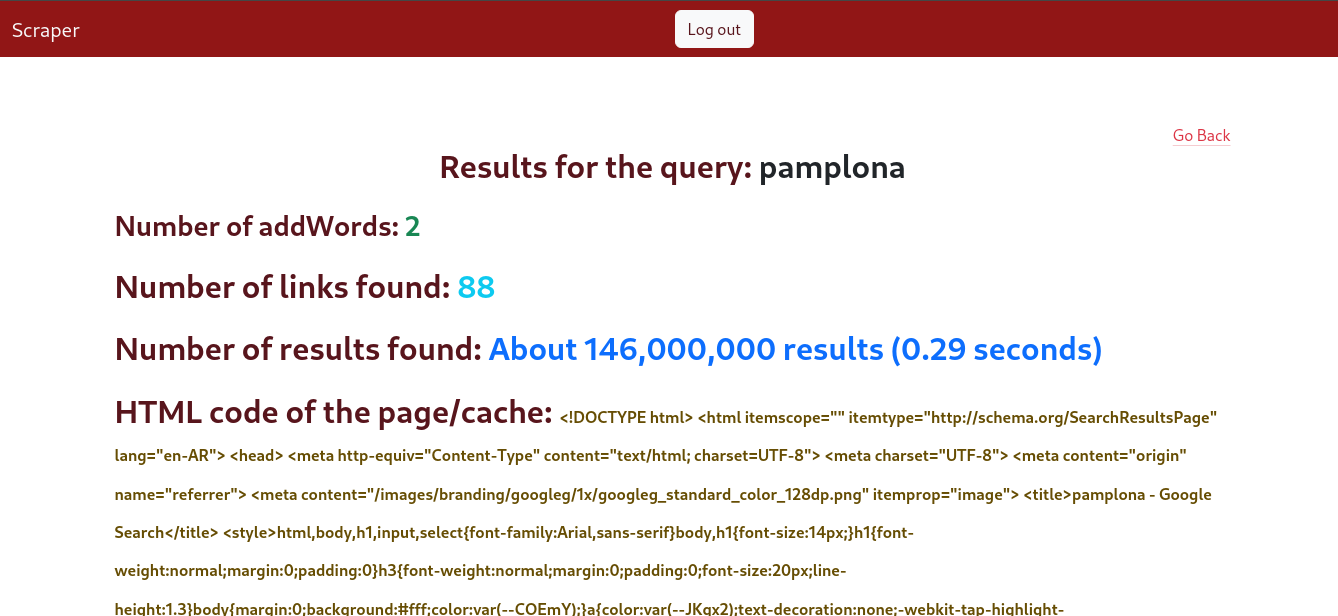 Scraper
Log out
Go Back
Results for the query: pamplona
Number of addWords: 2
Number of links found: 88
Number of results found: About 146,000,000 results (0.29 seconds)
HTML code of the page/cache: <!DOCTYPE html> <html itemscope="" itemtype="http://schema.org/SearchResultsPage"
lang="en-AR"> <head> <meta http-equiv="Content-Type" content="text/html; charset=UTF-8"> <meta charset="UTF-8"> <meta content="origin"
name="referrer"> <meta content="/images/branding/googleg/1x/googleg_standard_color_128dp.png" itemprop="image"> <title>pamplona - Google
Search</title> <style>html,body,h1,input,select{font-family:Arial,sans-serif}body,h1{font-size:14px;}h1{font-
weight:normal;margin:0;padding:0}h3{font-weight:normal;margin:0;padding:0;font-size:20px;line-
height:1.3}body{margin:0;background:#fff;color:var(--COEmY);}a{color:var(--JKqx2);text-decoration:none;-webkit-tap-highlight-